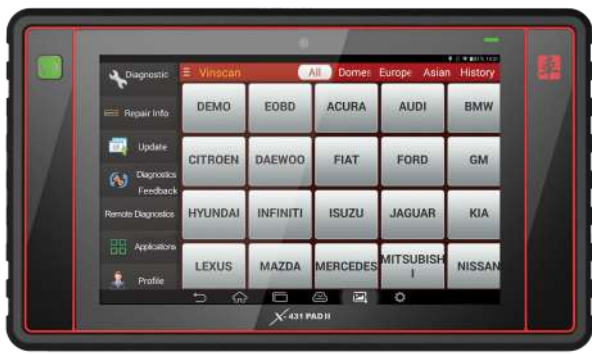 Diagnostic
Repair Info
Update
Diagnostics
Feedback
Remote Diagnostics
Applications
Profile
Vinscan
All Domes Europe Asian History
DEMO EOBD ACURA AUDI BMW
CITROEN DAEWOO FIAT FORD GM
HYUNDAI INFINITI ISUZU JAGUAR KIA
LEXUS MAZDA MERCEDES MITSUBISH
I
NISSAN
X-431 PAD II